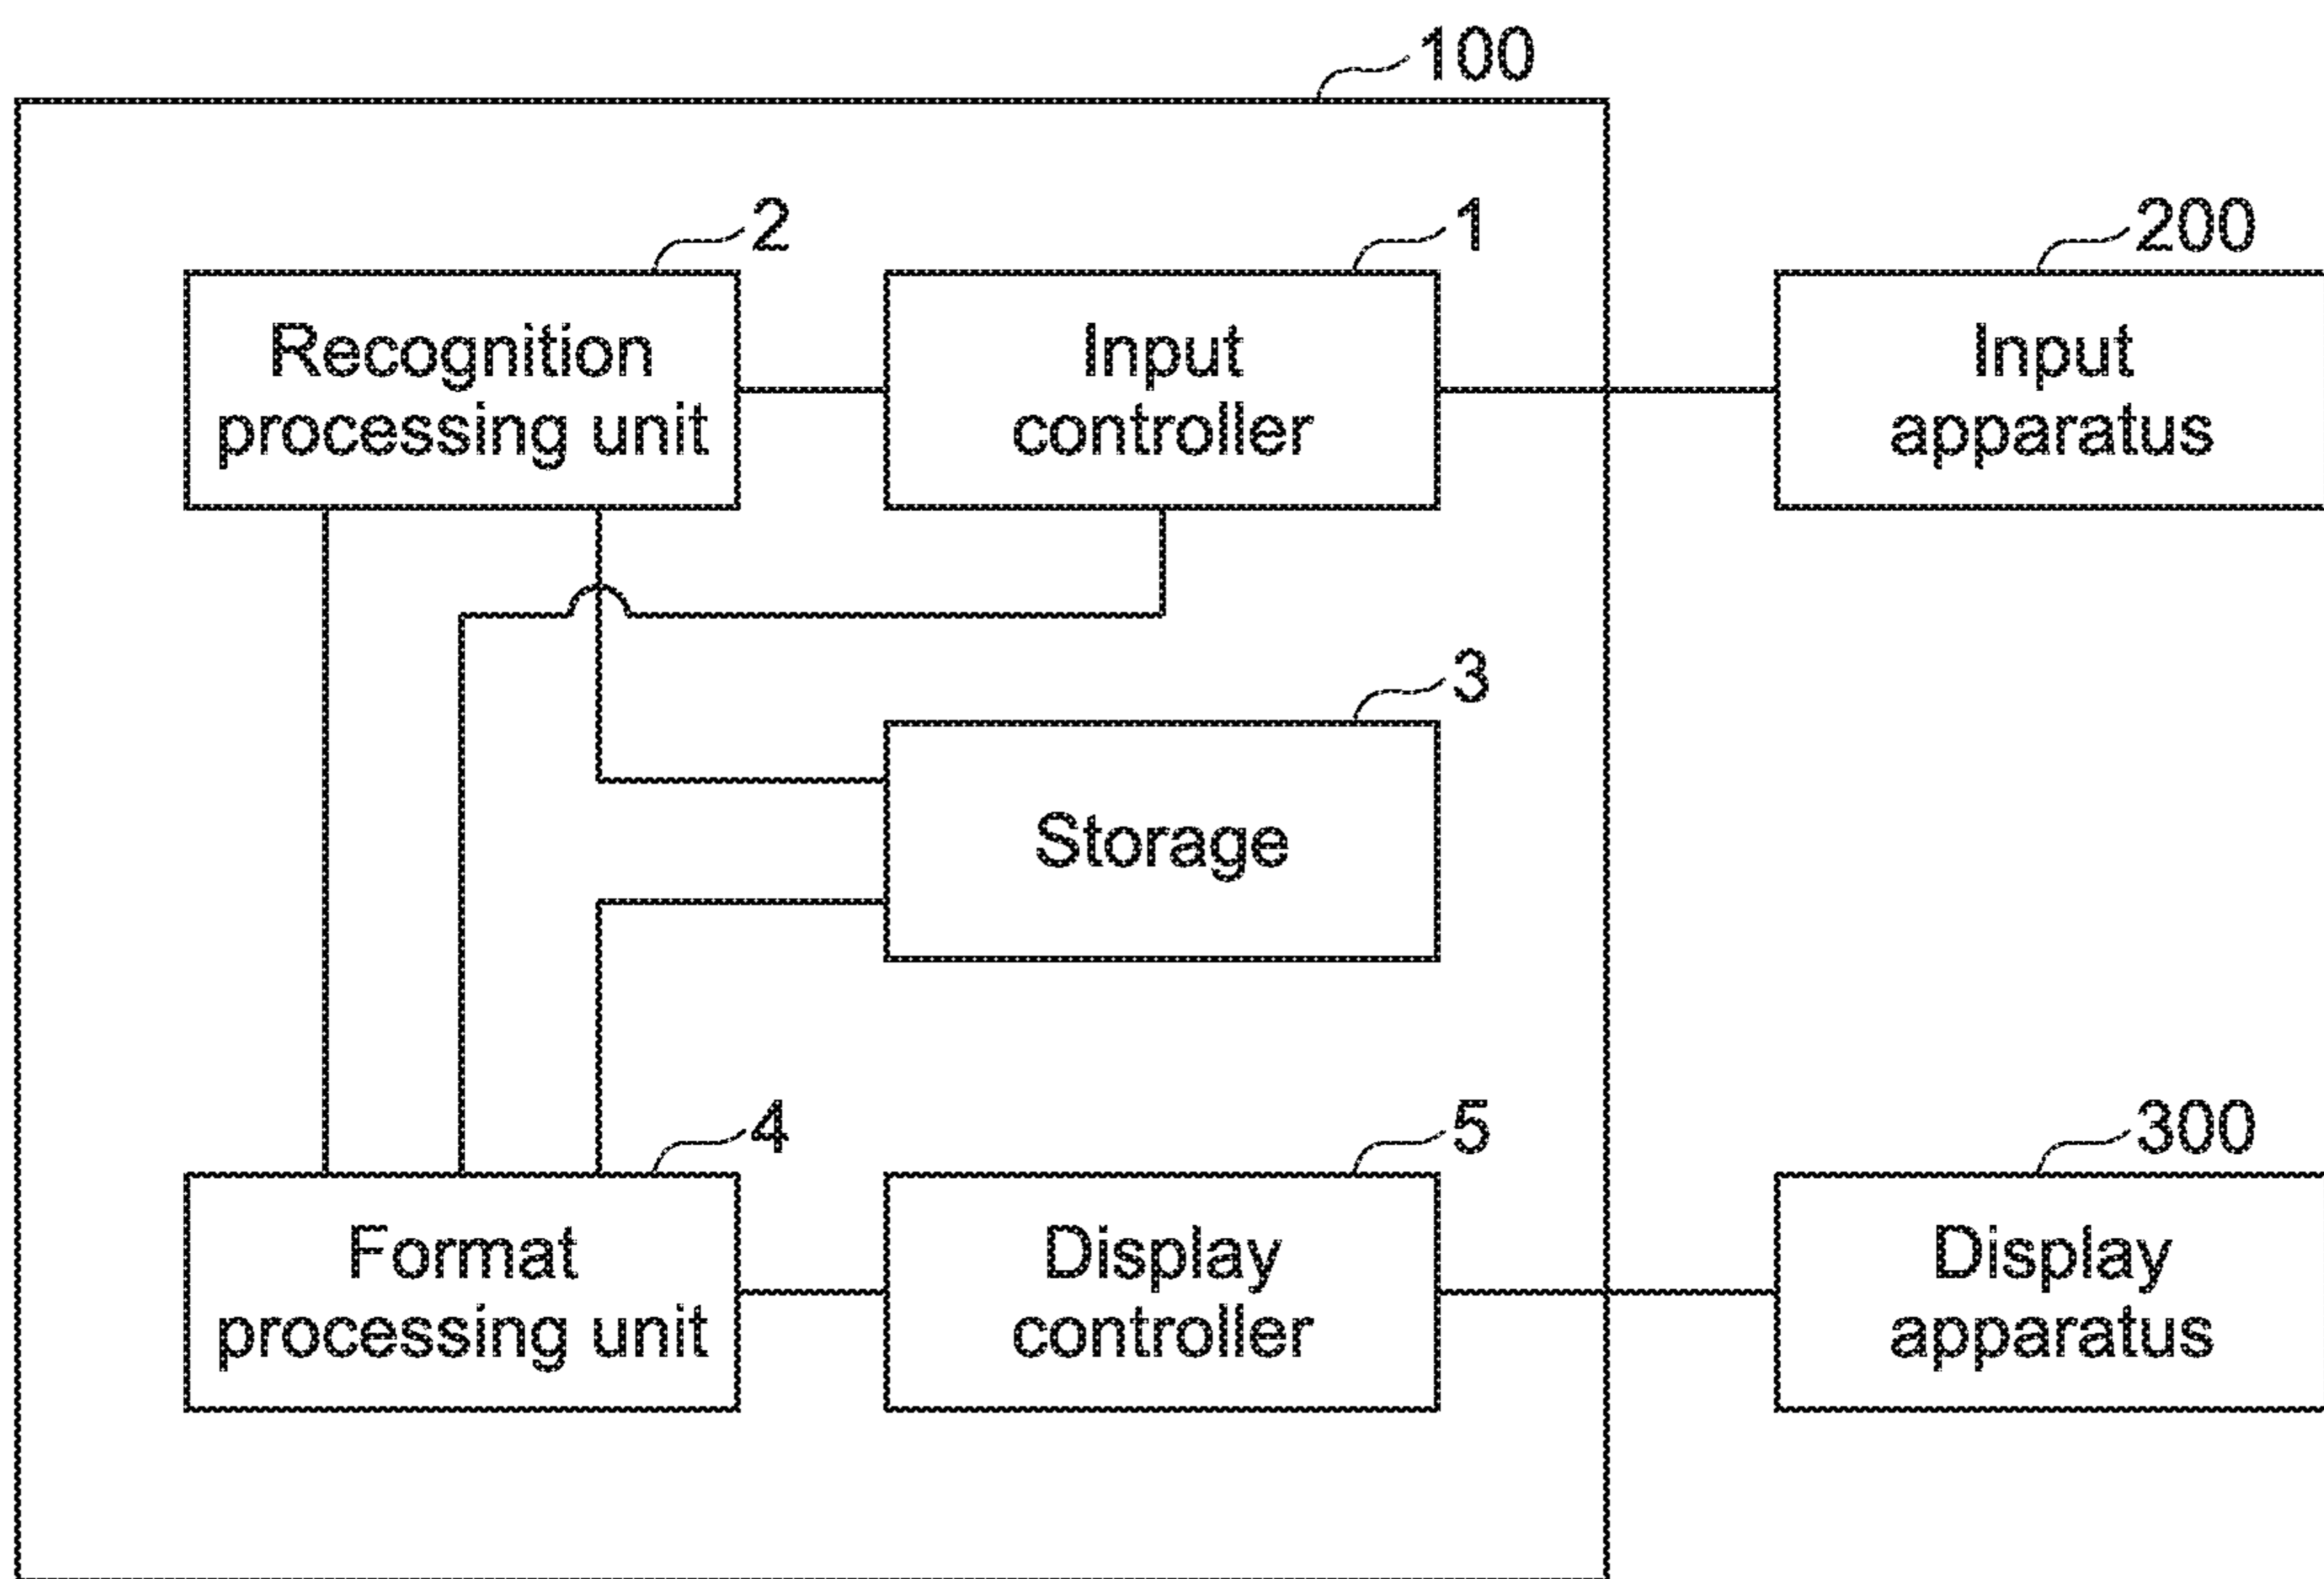 100
2
1
200
Recognition
processing unit
Input
controller
Input
apparatus
3
Storage
4
5
300
Format
processing unit
Display
controller
Display
apparatus